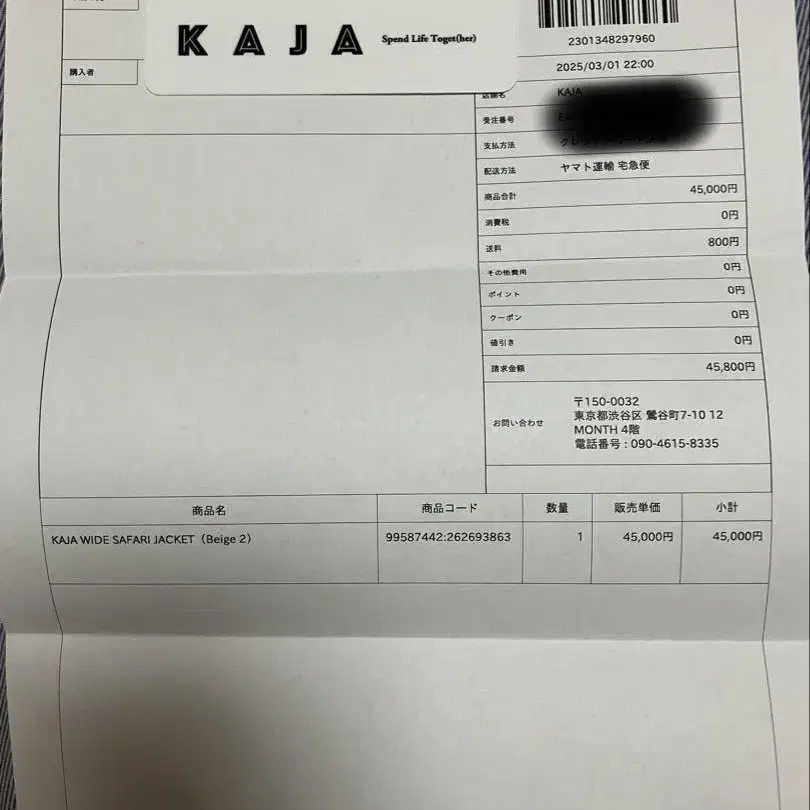 KAJA Spend Life Toget(her)
購入者
2301348297960
2025/03/01 22:00
店舗名 KAJA
受注番号
支払方法
配送方法 ヤマト運輸 宅急便
商品合計 45,000円
消費税 0円
送料 800円
その他費用 0円
ポイント 0円
クーポン 0円
値引き 0円
請求金額 45,800円
お問い合わせ
〒150-0032
東京都渋谷区 鶯谷町7-10 12
MONTH 4階
電話番号：090-4615-8335
商品名 商品コード 数量 販売単価 小計
KAJA WIDE SAFARI JACKET（Beige 2） 99587442:262693863 1 45,000円 45,000円